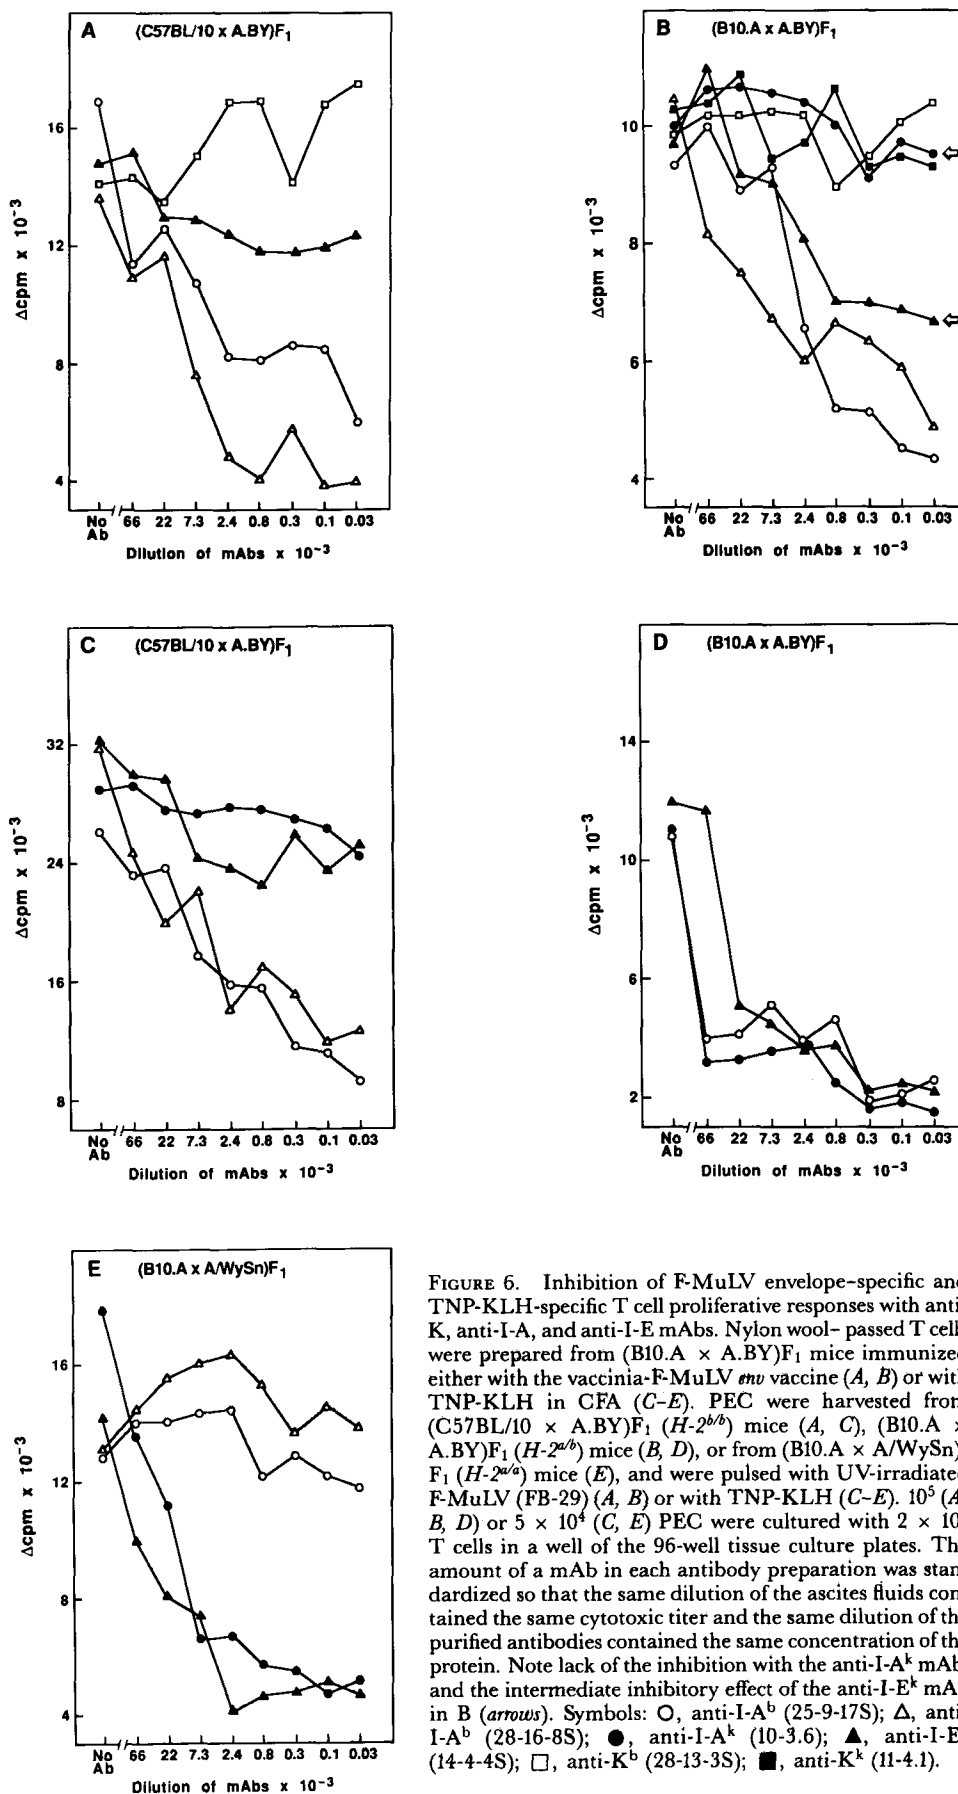 A (C57BL/10 x A.BY)F1
Δcpm x 10-3
16
12
8
4
No Ab 66 22 7.3 2.4 0.8 0.3 0.1 0.03
Dilution of mAbs x 10-3
B (B10.A x A.BY)F1
Δcpm x 10-3
10
8
6
4
No Ab 66 22 7.3 2.4 0.8 0.3 0.1 0.03
Dilution of mAbs x 10-3
C (C57BL/10 x A.BY)F1
Δcpm x 10-3
32
24
16
8
No Ab 66 22 7.3 2.4 0.8 0.3 0.1 0.03
Dilution of mAbs x 10-3
D (B10.A x A.BY)F1
Δcpm x 10-3
14
10
6
2
No Ab 66 22 7.3 2.4 0.8 0.3 0.1 0.03
Dilution of mAbs x 10-3
E (B10.A x A/WySn)F1
Δcpm x 10-3
16
12
8
4
No Ab 66 22 7.3 2.4 0.8 0.3 0.1 0.03
Dilution of mAbs x 10-3
FIGURE 6. Inhibition of F-MuLV envelope-specific and
TNP-KLH-specific T cell proliferative responses with anti-
K, anti-I-A, and anti-I-E mAbs. Nylon wool-passed T cell
were prepared from (B10.A × A.BY)F1 mice immunize
either with the vaccinia-F-MuLV env vaccine (A, B) or with
TNP-KLH in CFA (C-E). PEC were harvested from
(C57BL/10 × A.BY)F1 (H-2b/b) mice (A, C), (B10.A ×
A.BY)F1 (H-2a/b) mice (B, D), or from (B10.A × A/WySn)
F1 (H-2a/a) mice (E), and were pulsed with UV-irradiate
F-MuLV (FB-29) (A, B) or with TNP-KLH (C-E). 105 (A,
B, D) or 5 × 104 (C, E) PEC were cultured with 2 × 10
T cells in a well of the 96-well tissue culture plates. Th
amount of a mAb in each antibody preparation was stan
dardized so that the same dilution of the ascites fluids con
tained the same cytotoxic titer and the same dilution of th
purified antibodies contained the same concentration of th
protein. Note lack of the inhibition with the anti-I-Ak mAb
and the intermediate inhibitory effect of the anti-I-Ek mA
in B (arrows). Symbols: ○, anti-I-Ab (25-9-17S); △, anti
I-Ab (28-16-8S); ●, anti-I-Ak (10-3.6); ▲, anti-I-E
(14-4-4S); □, anti-Kb (28-13-3S); ■, anti-Kk (11-4.1).